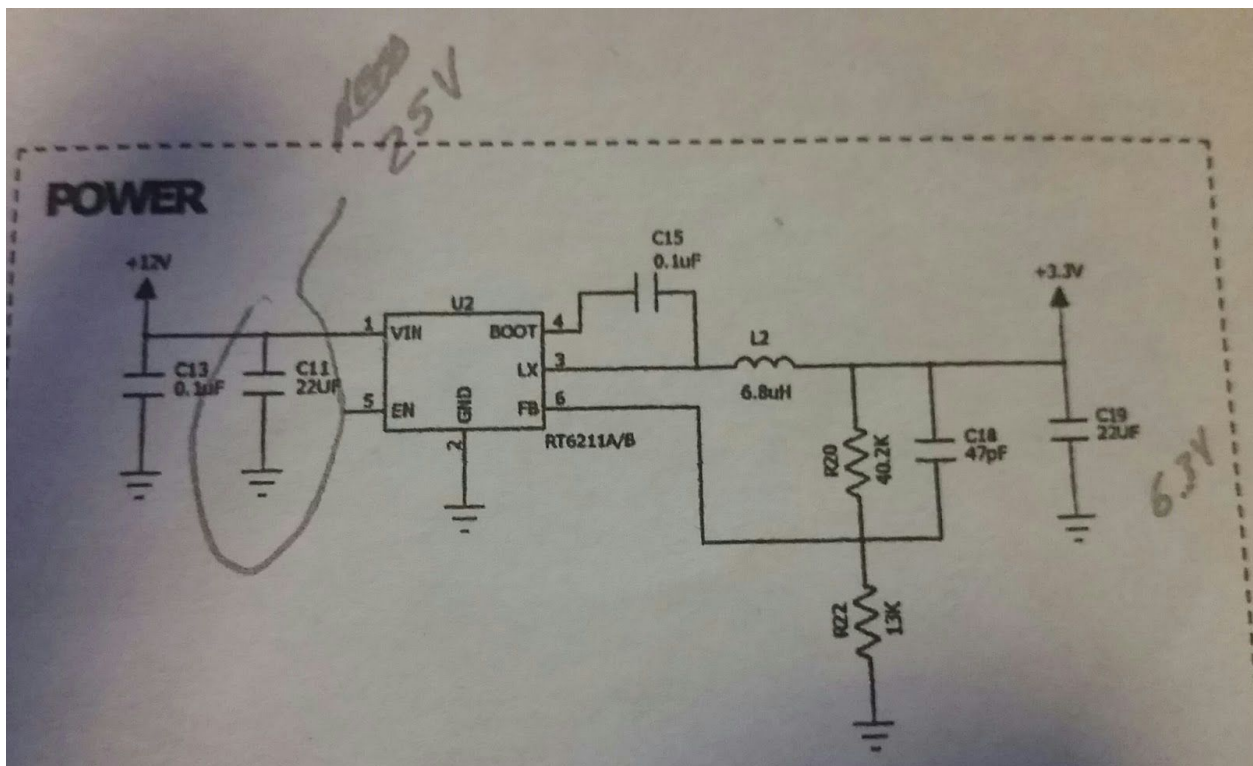 25V
POWER
+12V
C15
0.1uF
+3.3V
U2
1
VIN
BOOT
4
C13
0.1uF
C11
22UF
LX
3
L2
6.8uH
5
EN
GND
FB
6
2
RT6211A/B
R20
40.2K
C18
47pF
C19
22UF
6.3V
R22
13K